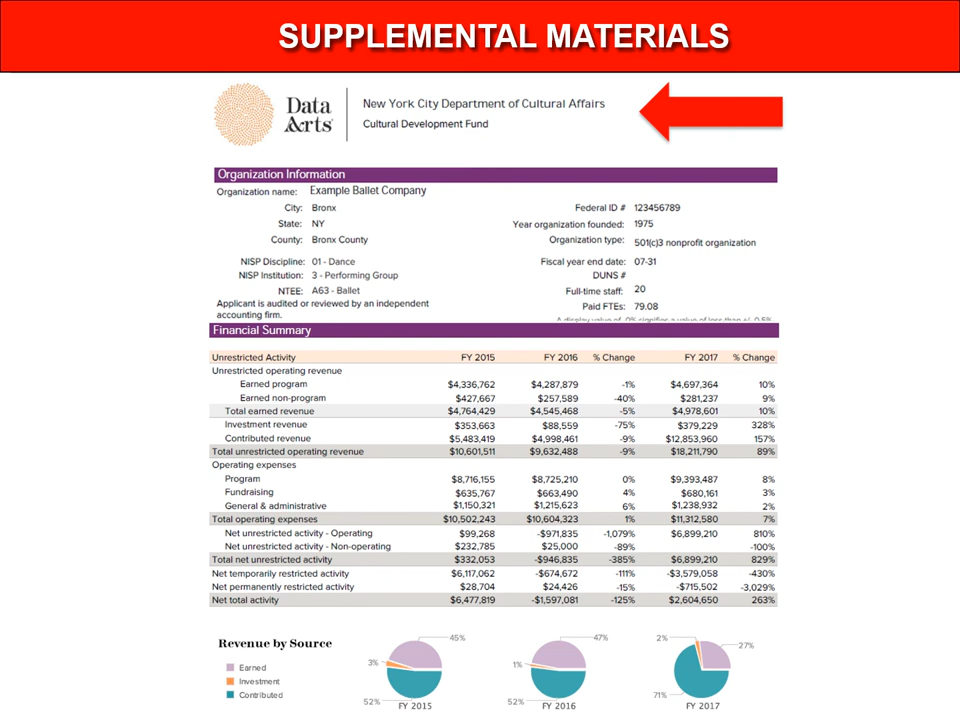 SUPPLEMENTAL MATERIALS
Data &Arts
New York City Department of Cultural Affairs
Cultural Development Fund
Organization Information
Organization name: Example Ballet Company
City: Bronx Federal ID # 123456789
State: NY Year organization founded: 1975
County: Bronx County Organization type: 501(c)3 nonprofit organization
NISP Discipline: 01 - Dance Fiscal year end date: 07-31
NISP Institution: 3 - Performing Group DUNS #
NTEE: A63 - Ballet Full-time staff: 20
Applicant is audited or reviewed by an independent accounting firm. Paid FTEs: 79.08
A display value of 0% signifies a value of less than +/- 0.5%
Financial Summary
Unrestricted Activity FY 2015 FY 2016 % Change FY 2017 % Change
Unrestricted operating revenue
Earned program $4,336,762 $4,287,879 -1% $4,697,364 10%
Earned non-program $427,667 $257,589 -40% $281,237 9%
Total earned revenue $4,764,429 $4,545,468 -5% $4,978,601 10%
Investment revenue $353,663 $88,559 -75% $379,229 328%
Contributed revenue $5,483,419 $4,998,461 -9% $12,853,960 157%
Total unrestricted operating revenue $10,601,511 $9,632,488 -9% $18,211,790 89%
Operating expenses
Program $8,716,155 $8,725,210 0% $9,393,487 8%
Fundraising $635,767 $663,490 4% $680,161 3%
General & administrative $1,150,321 $1,215,623 6% $1,238,932 2%
Total operating expenses $10,502,243 $10,604,323 1% $11,312,580 7%
Net unrestricted activity - Operating $99,268 -$971,835 -1,079% $6,899,210 810%
Net unrestricted activity - Non-operating $232,785 $25,000 -89% -100%
Total net unrestricted activity $332,053 -$946,835 -385% $6,899,210 829%
Net temporarily restricted activity $6,117,062 -$674,672 -111% -$3,579,058 -430%
Net permanently restricted activity $28,704 $24,426 -15% -$715,502 -3,029%
Net total activity $6,477,819 -$1,597,081 -125% $2,604,650 263%
Revenue by Source
Earned
Investment
Contributed
45% 3% 52% FY 2015
47% 1% 52% FY 2016
2% 27% 71% FY 2017